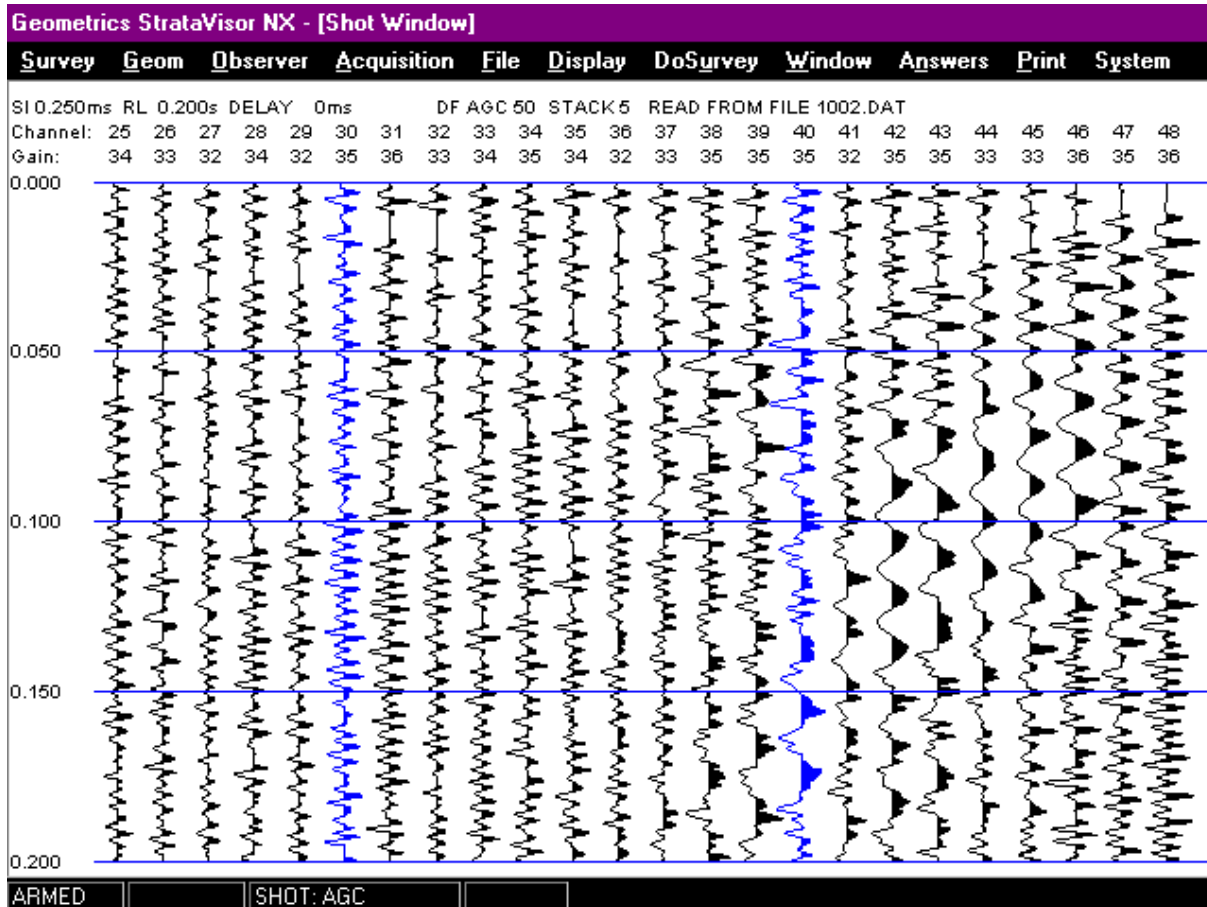 Geometrics StrataVisor NX - [Shot Window]
Survey Geom Observer Acquisition File Display DoSurvey Window Answers Print System
SI 0.250ms RL 0.200s DELAY 0ms DF AGC 50 STACK 5 READ FROM FILE 1002.DAT
Channel: 25 26 27 28 29 30 31 32 33 34 35 36 37 38 39 40 41 42 43 44 45 46 47 48
Gain: 34 33 32 34 32 35 36 33 34 35 34 32 33 35 35 35 32 35 35 33 33 36 35 36
0.000
0.050
0.100
0.150
0.200
ARMED SHOT: AGC